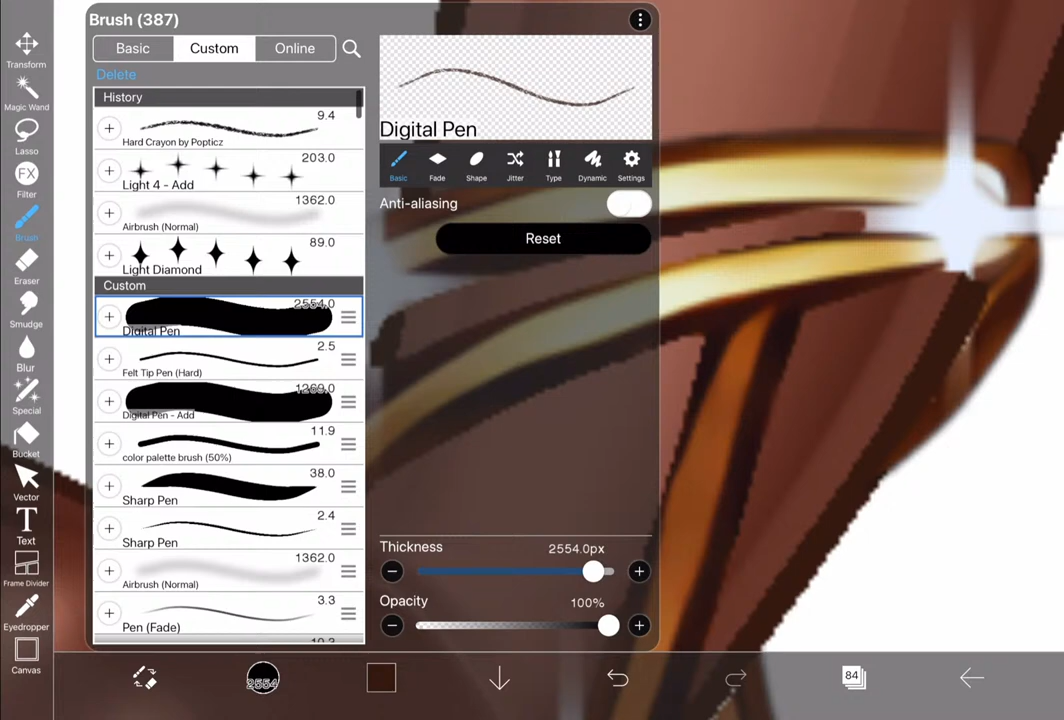 Brush (387)
Basic
Custom
Online
Delete
History
9.4
Hard Crayon by Popticz
203.0
Light 4 - Add
1362.0
Airbrush (Normal)
89.0
Light Diamond
Custom
2554.0
Digital Pen
2.5
Felt Tip Pen (Hard)
Digital Pen - Add
11.9
color palette brush (50%)
38.0
Sharp Pen
2.4
Sharp Pen
1362.0
Airbrush (Normal)
3.3
Pen (Fade)
Digital Pen
Basic
Fade
Shape
Jitter
Type
Dynamic
Settings
Anti-aliasing
Reset
Thickness
2554.0px
Opacity
100%
Transform
Magic Wand
Lasso
FX
Filter
Brush
Eraser
Smudge
Blur
Special
Bucket
Vector
T
Text
Frame Divider
Eyedropper
Canvas
2554
84